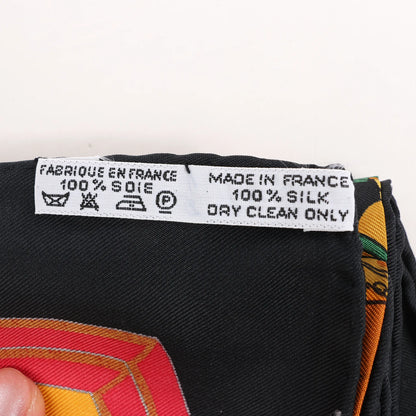 FABRIQUE EN FRANCE
100% SOIE
P
MADE IN FRANCE
100% SILK
DRY CLEAN ONLY